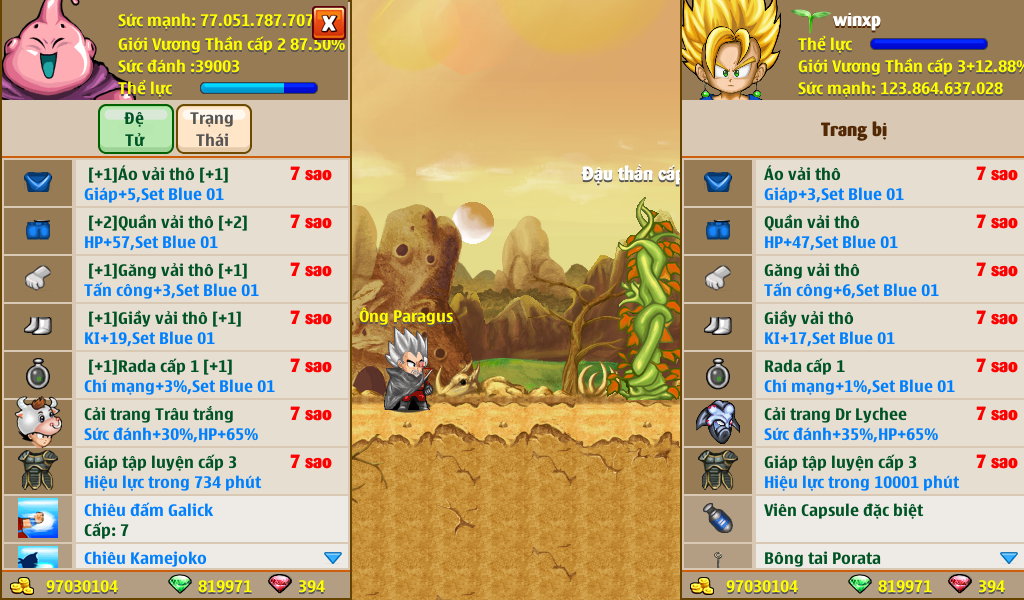 Sức mạnh: 77.051.787.707
X
Giới Vương Thần cấp 2 87.50%
Sức đánh :39003
Thể lực
Đệ
Tử
Trạng
Thái
[+1]Áo vải thô [+1]
7 sao
Giáp+5,Set Blue 01
[+2]Quần vải thô [+2]
7 sao
HP+57,Set Blue 01
[+1]Găng vải thô [+1]
7 sao
Tấn công+3,Set Blue 01
[+1]Giầy vải thô [+1]
7 sao
KI+19,Set Blue 01
[+1]Rada cấp 1 [+1]
7 sao
Chí mạng+3%,Set Blue 01
Cải trang Trâu trắng
7 sao
Sức đánh+30%,HP+65%
Giáp tập luyện cấp 3
7 sao
Hiệu lực trong 734 phút
Chiêu đấm Galick
Cấp: 7
Chiêu Kamejoko
97030104
819971
394
Đậu thần cấp
Ông Paragus
winxp
Thể lực
Giới Vương Thần cấp 3+12.88%
Sức mạnh: 123.864.637.028
Trang bị
Áo vải thô
7 sao
Giáp+3,Set Blue 01
Quần vải thô
7 sao
HP+47,Set Blue 01
Găng vải thô
7 sao
Tấn công+6,Set Blue 01
Giầy vải thô
7 sao
KI+17,Set Blue 01
Rada cấp 1
7 sao
Chí mạng+1%,Set Blue 01
Cải trang Dr Lychee
7 sao
Sức đánh+35%,HP+65%
Giáp tập luyện cấp 3
7 sao
Hiệu lực trong 10001 phút
Viên Capsule đặc biệt
Bông tai Porata
97030104
819971
394